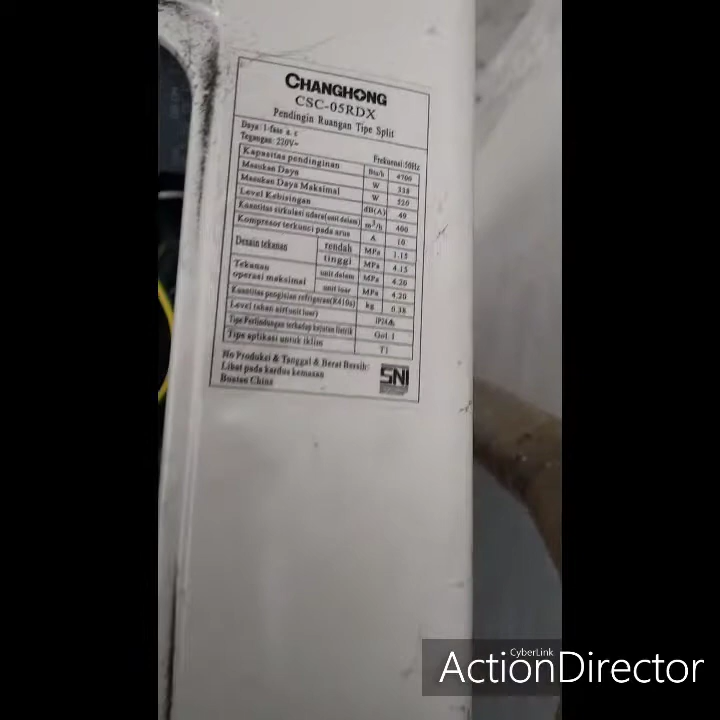 CHANGHONG
CSC-05RDX
Pendingin Ruangan Tipe Split
Daya: 1-fase a. c
Tegangan: 220V~ Frekuensi: 50Hz
Kapasitas pendinginan Btu/h 4700
Masukan Daya W 338
Masukan Daya Maksimal W 520
Level Kebisingan dB(A) 40
Kuantitas sirkulasi udara(unit dalam) m³/h 400
Kompresor terkunci pada arus A 10
Desain tekanan rendah MPa 1.15
tinggi MPa 4.15
Tekanan operasi maksimal unit dalam MPa 4.20
unit luar MPa 4.20
Kuantitas pengisian refrigeran(R410a) kg 0.38
Level tahan air(unit luar) IP24
Tipe Perlindungan terhadap kejutan listrik Gol. I
Tipe aplikasi untuk iklim T1
No Produksi & Tanggal & Berat Bersih:
Lihat pada kardus kemasan
Buatan China
SNI
CyberLink
ActionDirector